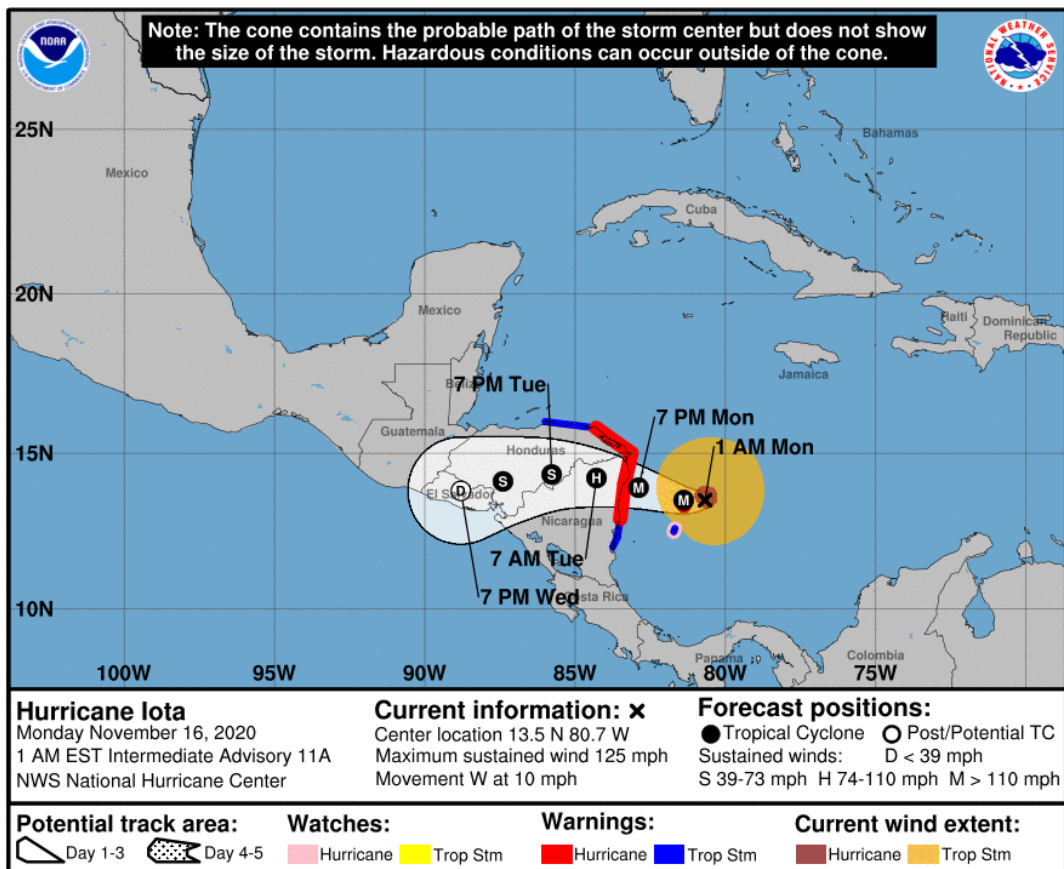 Note: The cone contains the probable path of the storm center but does not show
the size of the storm. Hazardous conditions can occur outside of the cone.
NOAA
NATIONAL WEATHER SERVICE
25N
Mexico
Bahamas
Cuba
20N
Mexico
Haiti
Dominican
Republic
Jamaica
Belize
7 PM Tue
7 PM Mon
1 AM Mon
Guatemala
15N
Honduras
M
M
H
S
S
D
El Salvador
Nicaragua
7 AM Tue
7 PM Wed
Costa Rica
10N
Panama
Colombia
100W 95W 90W 85W 80W 75W
Hurricane Iota
Monday November 16, 2020
1 AM EST Intermediate Advisory 11A
NWS National Hurricane Center
Current information: ×
Center location 13.5 N 80.7 W
Maximum sustained wind 125 mph
Movement W at 10 mph
Forecast positions:
Tropical Cyclone Post/Potential TC
Sustained winds: D < 39 mph
S 39-73 mph H 74-110 mph M > 110 mph
Potential track area:
Day 1-3 Day 4-5
Watches:
Hurricane Trop Stm
Warnings:
Hurricane Trop Stm
Current wind extent:
Hurricane Trop Stm